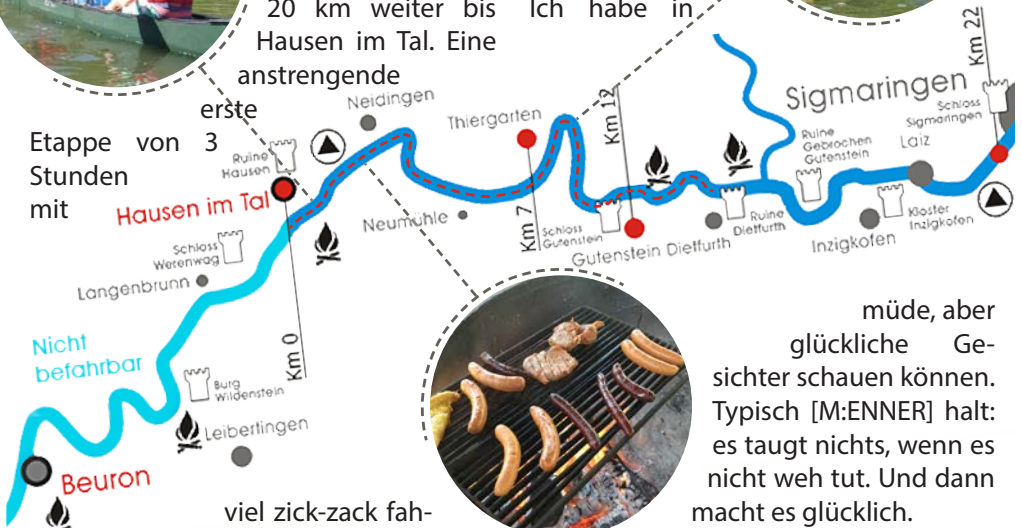 20 km weiter bis
Hausen im Tal. Eine
anstrengende
erste
Etappe von 3
Stunden
mit
viel zick-zack fah-
Ich habe in
müde, aber
glückliche Ge-
sichter schauen können.
Typisch [M:ENNER] halt:
es taugt nichts, wenn es
nicht weh tut. Und dann
macht es glücklich.
Neidingen
Thiergarten
Km 12
Km 22
Sigmaringen
Schloss
Sigmaringen
Ruine
Gebrochen
Gutenstein
Laiz
Ruine
Hausen
Hausen im Tal
Neumühle
Km 7
Schloss
Gutenstein
Gutenstein
Dietfurth
Ruine
Dietfurth
Inzigkofen
Kloster
Inzigkofen
Schloss
Werenwag
Langenbrunn
Km 0
Nicht
befahrbar
Burg
Wildenstein
Leibertingen
Beuron